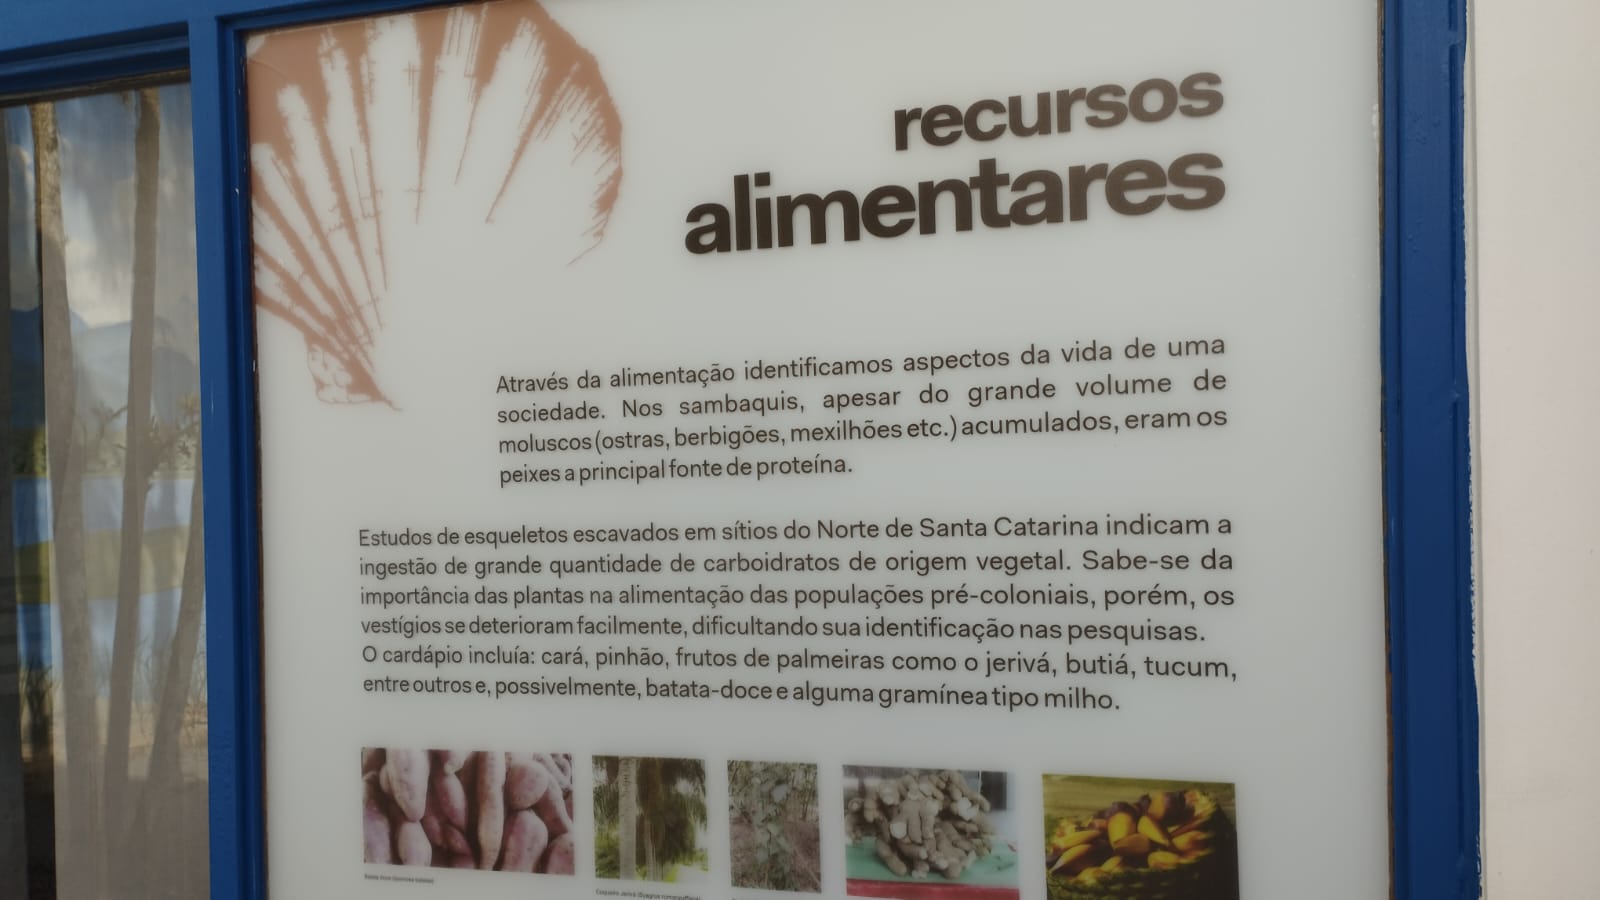 recursos
alimentares
Através da alimentação identificamos aspectos da vida de uma
sociedade. Nos sambaquis, apesar do grande volume de
moluscos (ostras, berbigões, mexilhões etc.) acumulados, eram os
peixes a principal fonte de proteína.
Estudos de esqueletos escavados em sítios do Norte de Santa Catarina indicam a
ingestão de grande quantidade de carboidratos de origem vegetal. Sabe-se da
importância das plantas na alimentação das populações pré-coloniais, porém, os
vestígios se deterioram facilmente, dificultando sua identificação nas pesquisas.
O cardápio incluía: cará, pinhão, frutos de palmeiras como o jerivá, butiá, tucum,
entre outros e, possivelmente, batata-doce e alguma gramínea tipo milho.